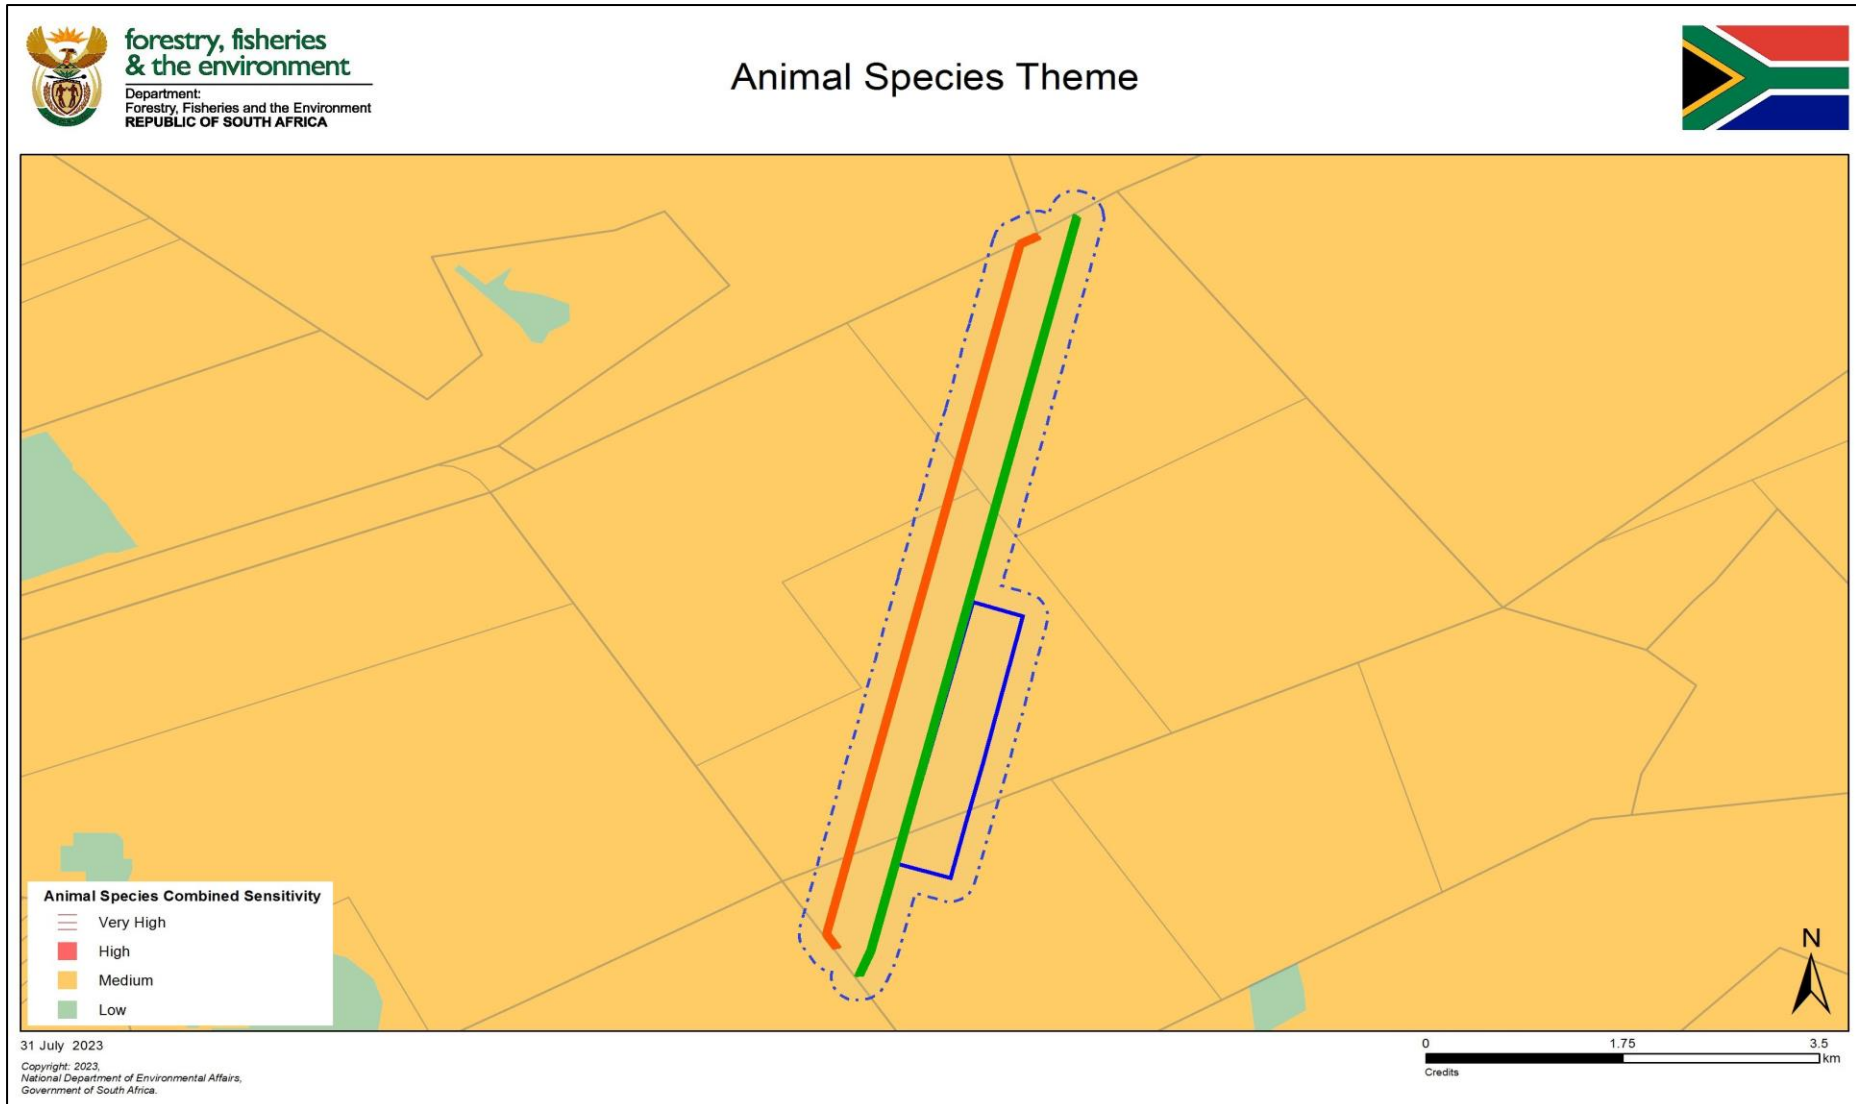 forestry, fisheries
& the environment
Department:
Forestry, Fisheries and the Environment
REPUBLIC OF SOUTH AFRICA
Animal Species Theme
Animal Species Combined Sensitivity
Very High
High
Medium
Low
N
31 July 2023
Copyright: 2023,
National Department of Environmental Affairs,
Government of South Africa.
0 1.75 3.5
km
Credits